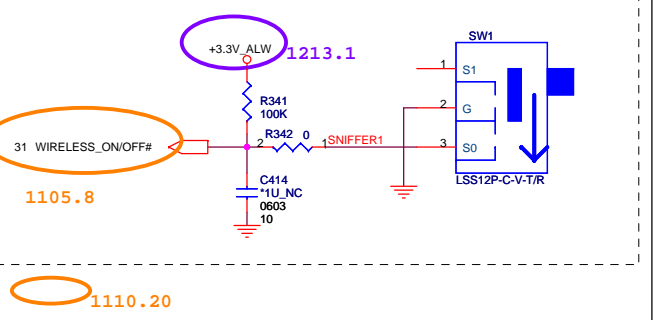 SW1
+3.3V_ALW
1213.1
1 S1
R341
100K
2 G
31 WIRELESS_ON/OFF#
2 R342 0 1 SNIFFER1
3 S0
C414
*1U_NC
0603
10
LSS12P-C-V-T/R
1105.8
1110.20